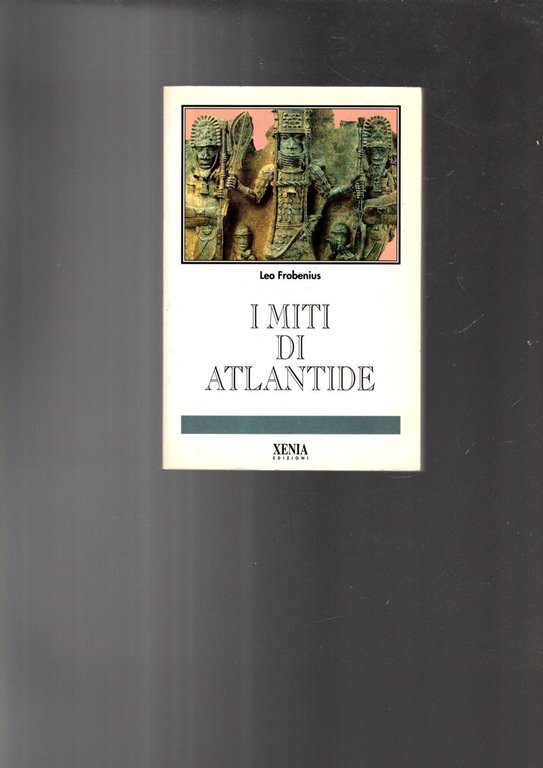 Leo Frobenius
I MITI
DI
ATLANTIDE
XENIA
EDIZIONI